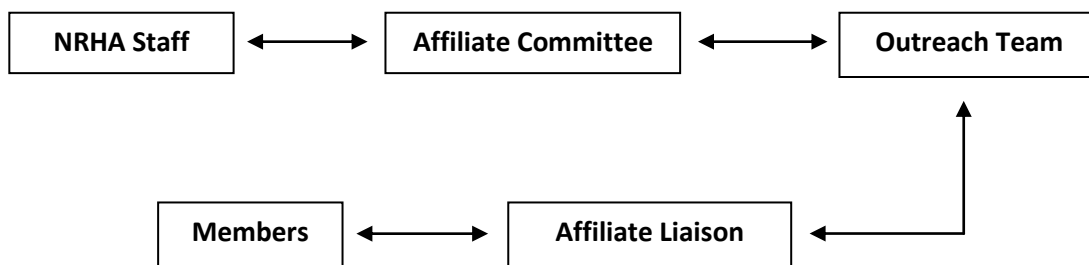 NRHA Staff
Affiliate Committee
Outreach Team
Members
Affiliate Liaison